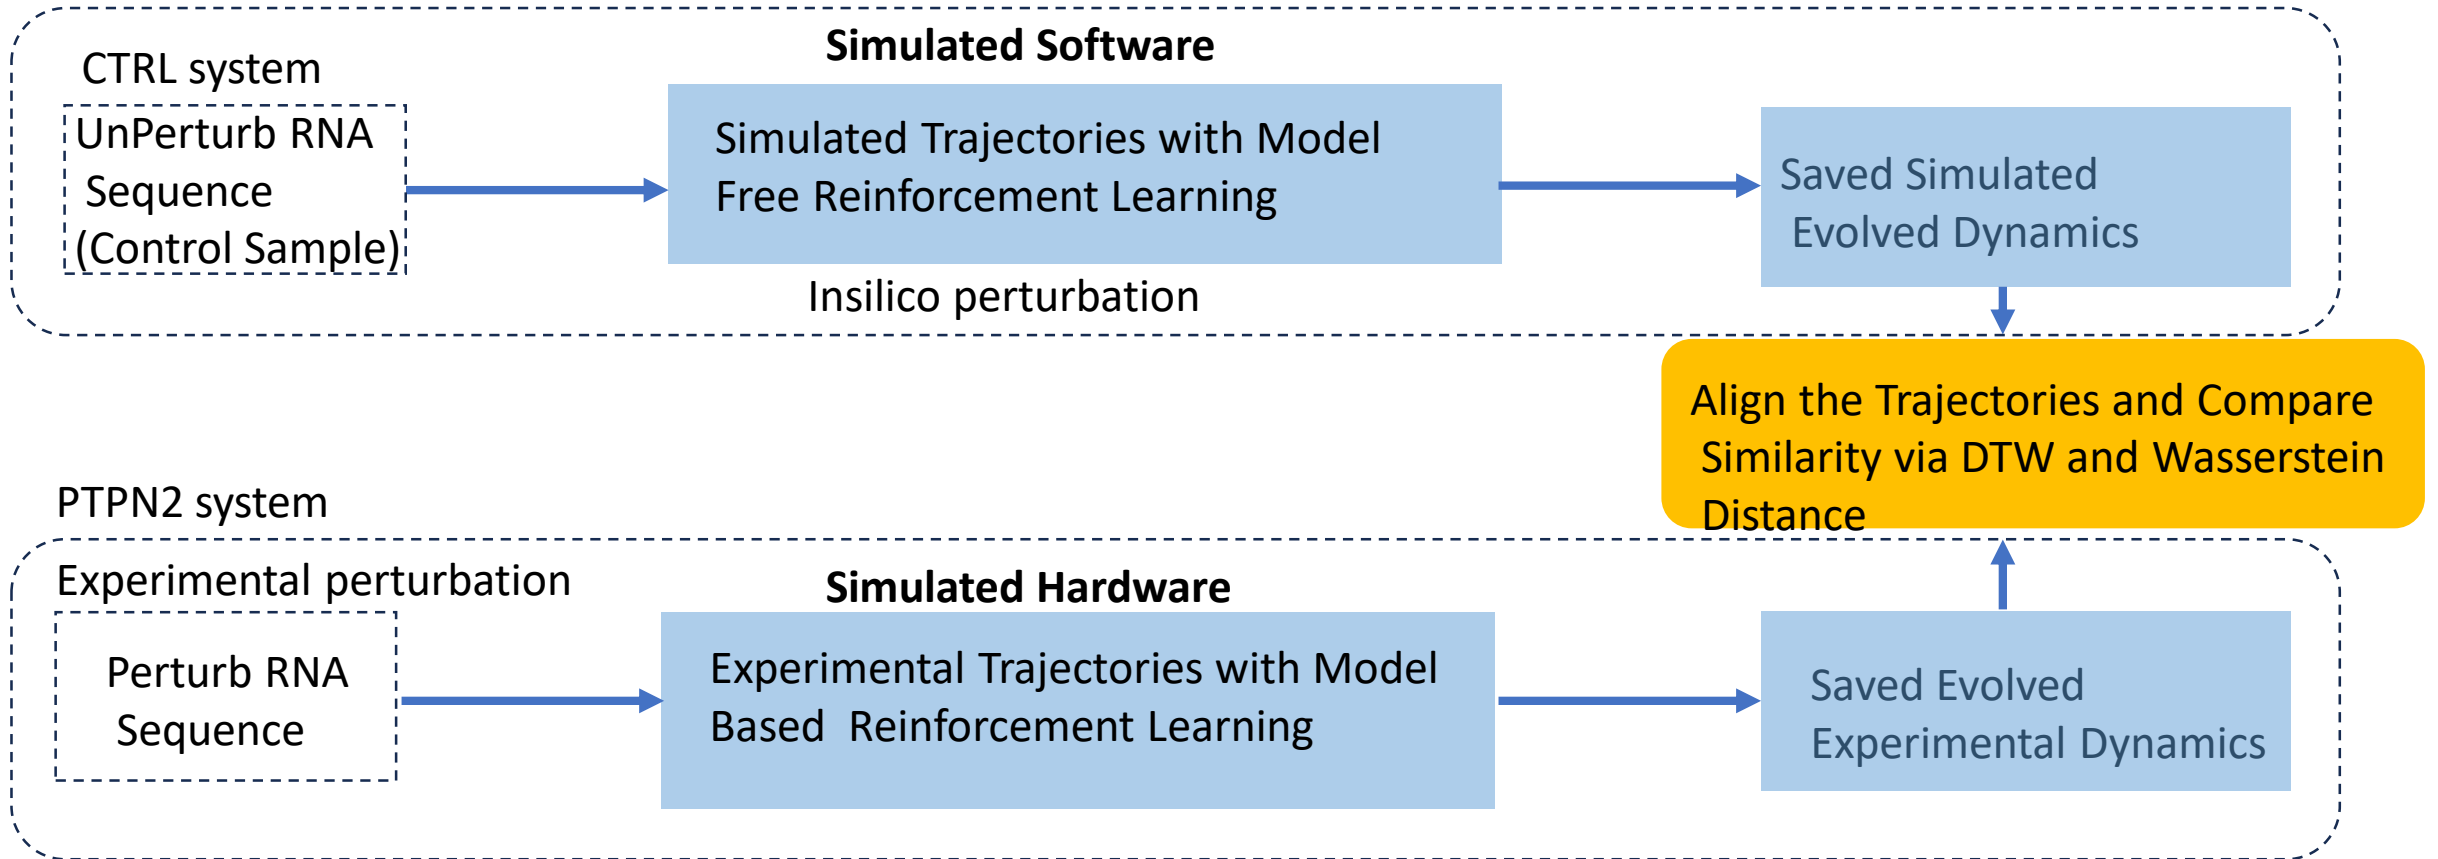 Simulated Software
CTRL system
UnPerturb RNA
Sequence
(Control Sample)
Simulated Trajectories with Model
Free Reinforcement Learning
Insilico perturbation
Saved Simulated
Evolved Dynamics
Align the Trajectories and Compare
Similarity via DTW and Wasserstein
Distance
PTPN2 system
Experimental perturbation
Simulated Hardware
Perturb RNA
Sequence
Experimental Trajectories with Model
Based  Reinforcement Learning
Saved Evolved
Experimental Dynamics